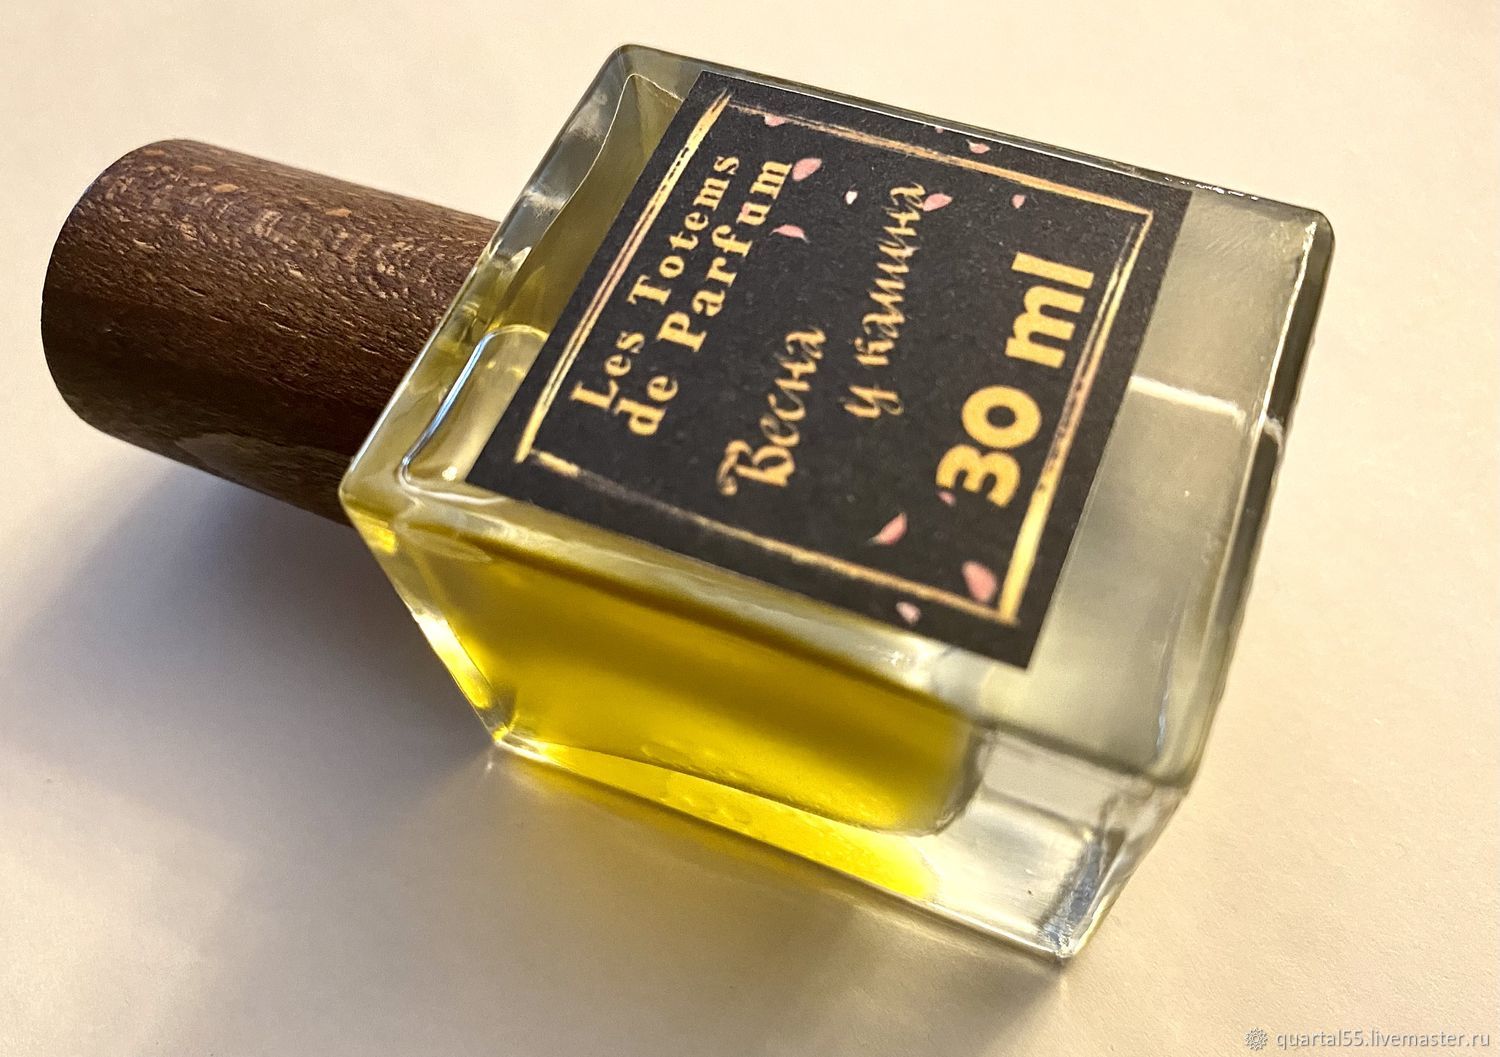 Les Totems
de Parfum
Весна
у камина
30 ml
quartal55.livemaster.ru